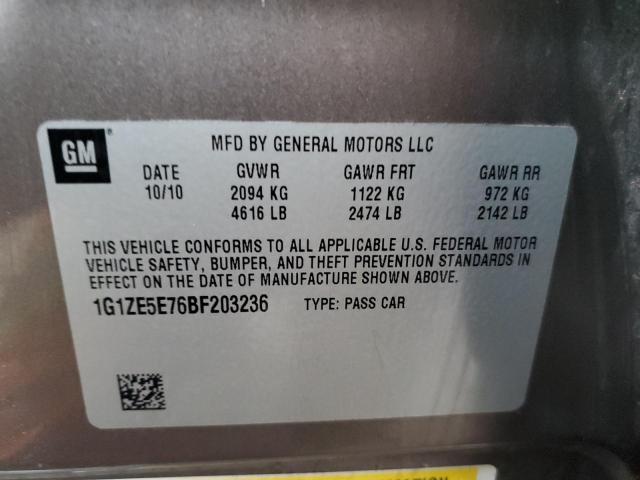 GM
MFD BY GENERAL MOTORS LLC
DATE GVWR GAWR FRT GAWR RR
10/10 2094 KG 1122 KG 972 KG
4616 LB 2474 LB 2142 LB
THIS VEHICLE CONFORMS TO ALL APPLICABLE U.S. FEDERAL MOTOR
VEHICLE SAFETY, BUMPER, AND THEFT PREVENTION STANDARDS IN
EFFECT ON THE DATE OF MANUFACTURE SHOWN ABOVE.
1G1ZE5E76BF203236 TYPE: PASS CAR